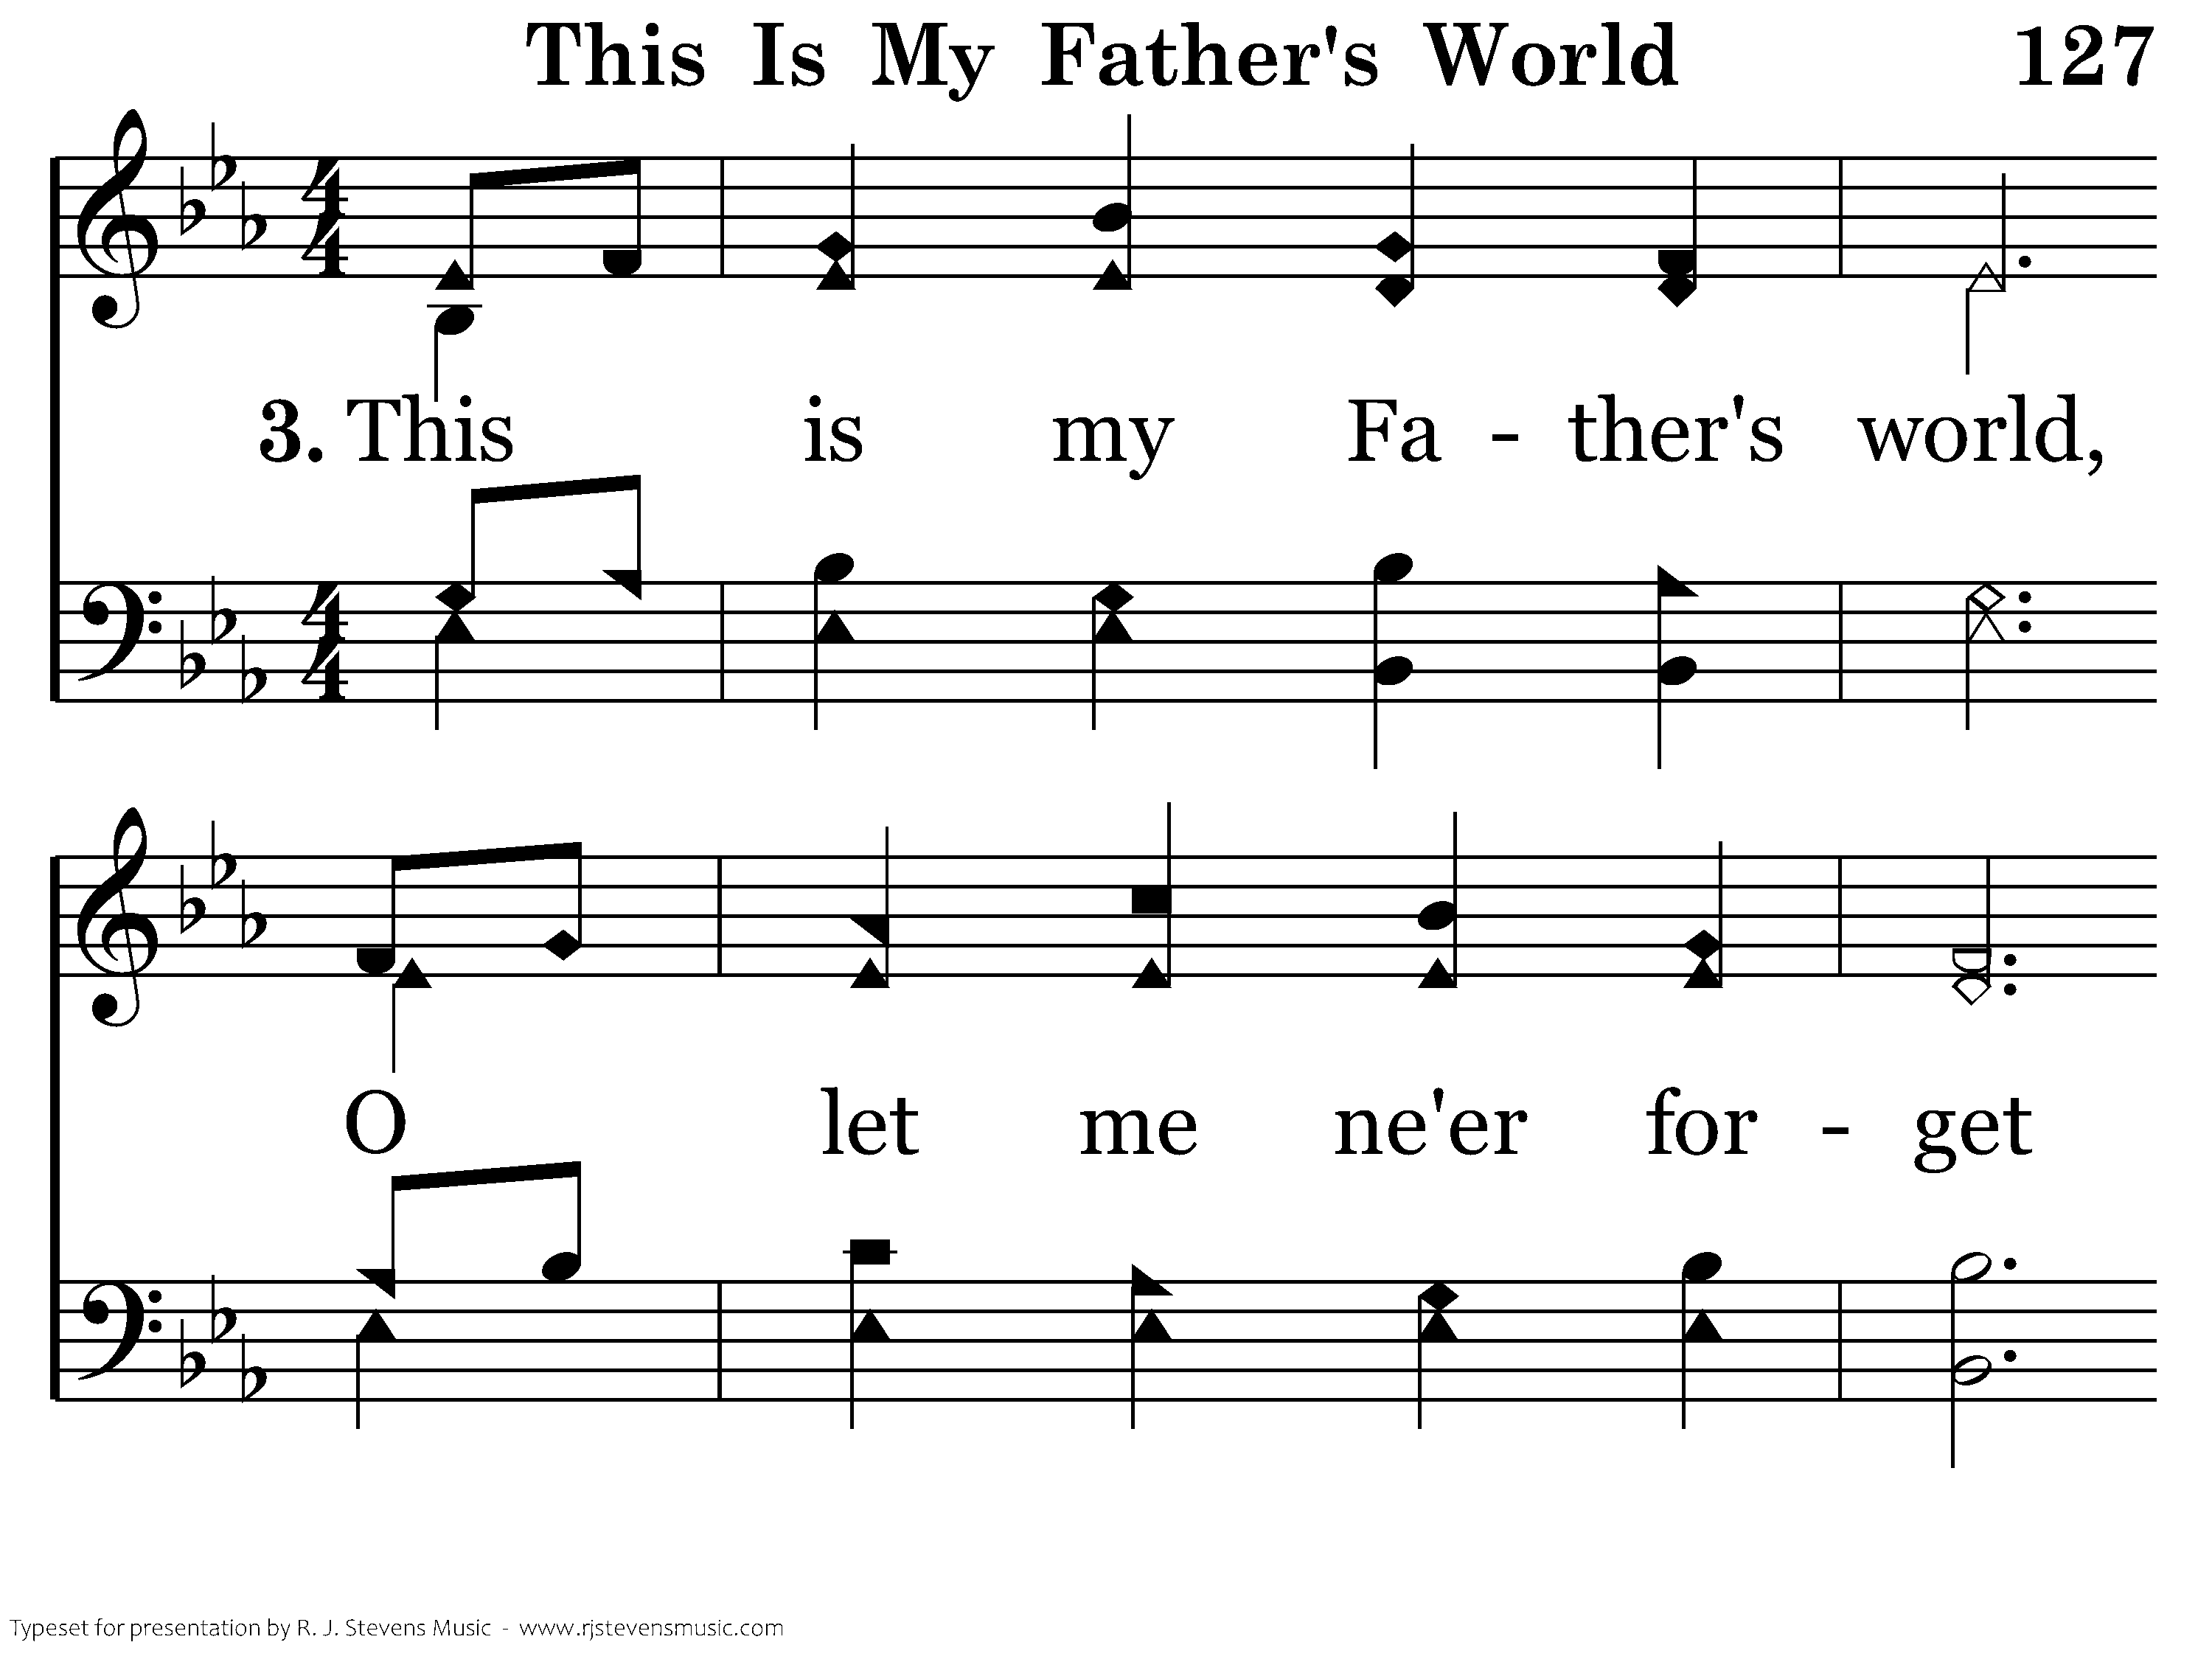 This Is My Father's World 127
3. This is my Fa - ther's world,
O let me ne'er for - get
Typeset for presentation by R. J. Stevens Music - www.rjstevensmusic.com